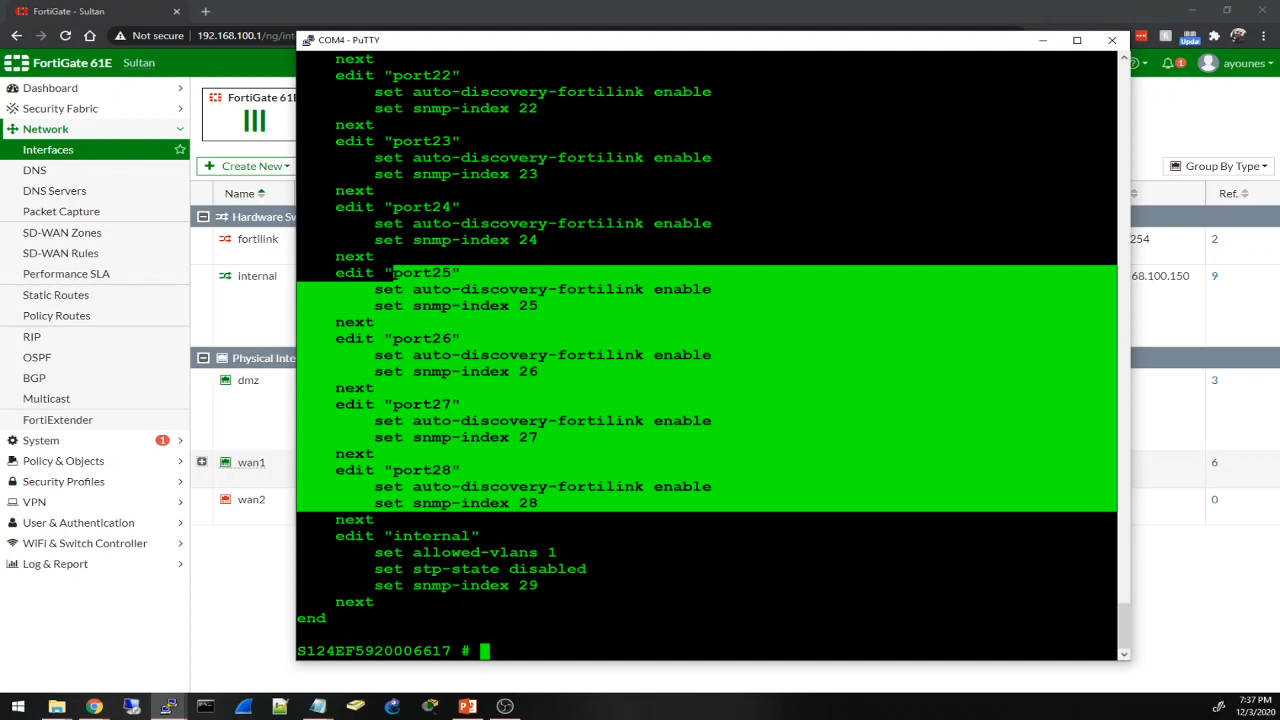 FortiGate - Sultan
Not secure
192.168.100.1/ng/int
Upda
FortiGate 61E
Sultan
1
ayounes
Dashboard
Security Fabric
Network
Interfaces
DNS
DNS Servers
Packet Capture
SD-WAN Zones
SD-WAN Rules
Performance SLA
Static Routes
Policy Routes
RIP
OSPF
BGP
Multicast
FortiExtender
System
1
Policy & Objects
Security Profiles
VPN
User & Authentication
WiFi & Switch Controller
Log & Report
FortiGate 61E
Create New
Group By Type
Name
Ref.
Hardware Sw
fortilink
254
2
internal
68.100.150
9
Physical Inte
dmz
3
wan1
6
wan2
0
COM4 - PuTTY
next
edit "port22"
set auto-discovery-fortilink enable
set snmp-index 22
next
edit "port23"
set auto-discovery-fortilink enable
set snmp-index 23
next
edit "port24"
set auto-discovery-fortilink enable
set snmp-index 24
next
edit "port25"
set auto-discovery-fortilink enable
set snmp-index 25
next
edit "port26"
set auto-discovery-fortilink enable
set snmp-index 26
next
edit "port27"
set auto-discovery-fortilink enable
set snmp-index 27
next
edit "port28"
set auto-discovery-fortilink enable
set snmp-index 28
next
edit "internal"
set allowed-vlans 1
set stp-state disabled
set snmp-index 29
next
end
S124EF5920006617 #
7:37 PM
12/3/2020